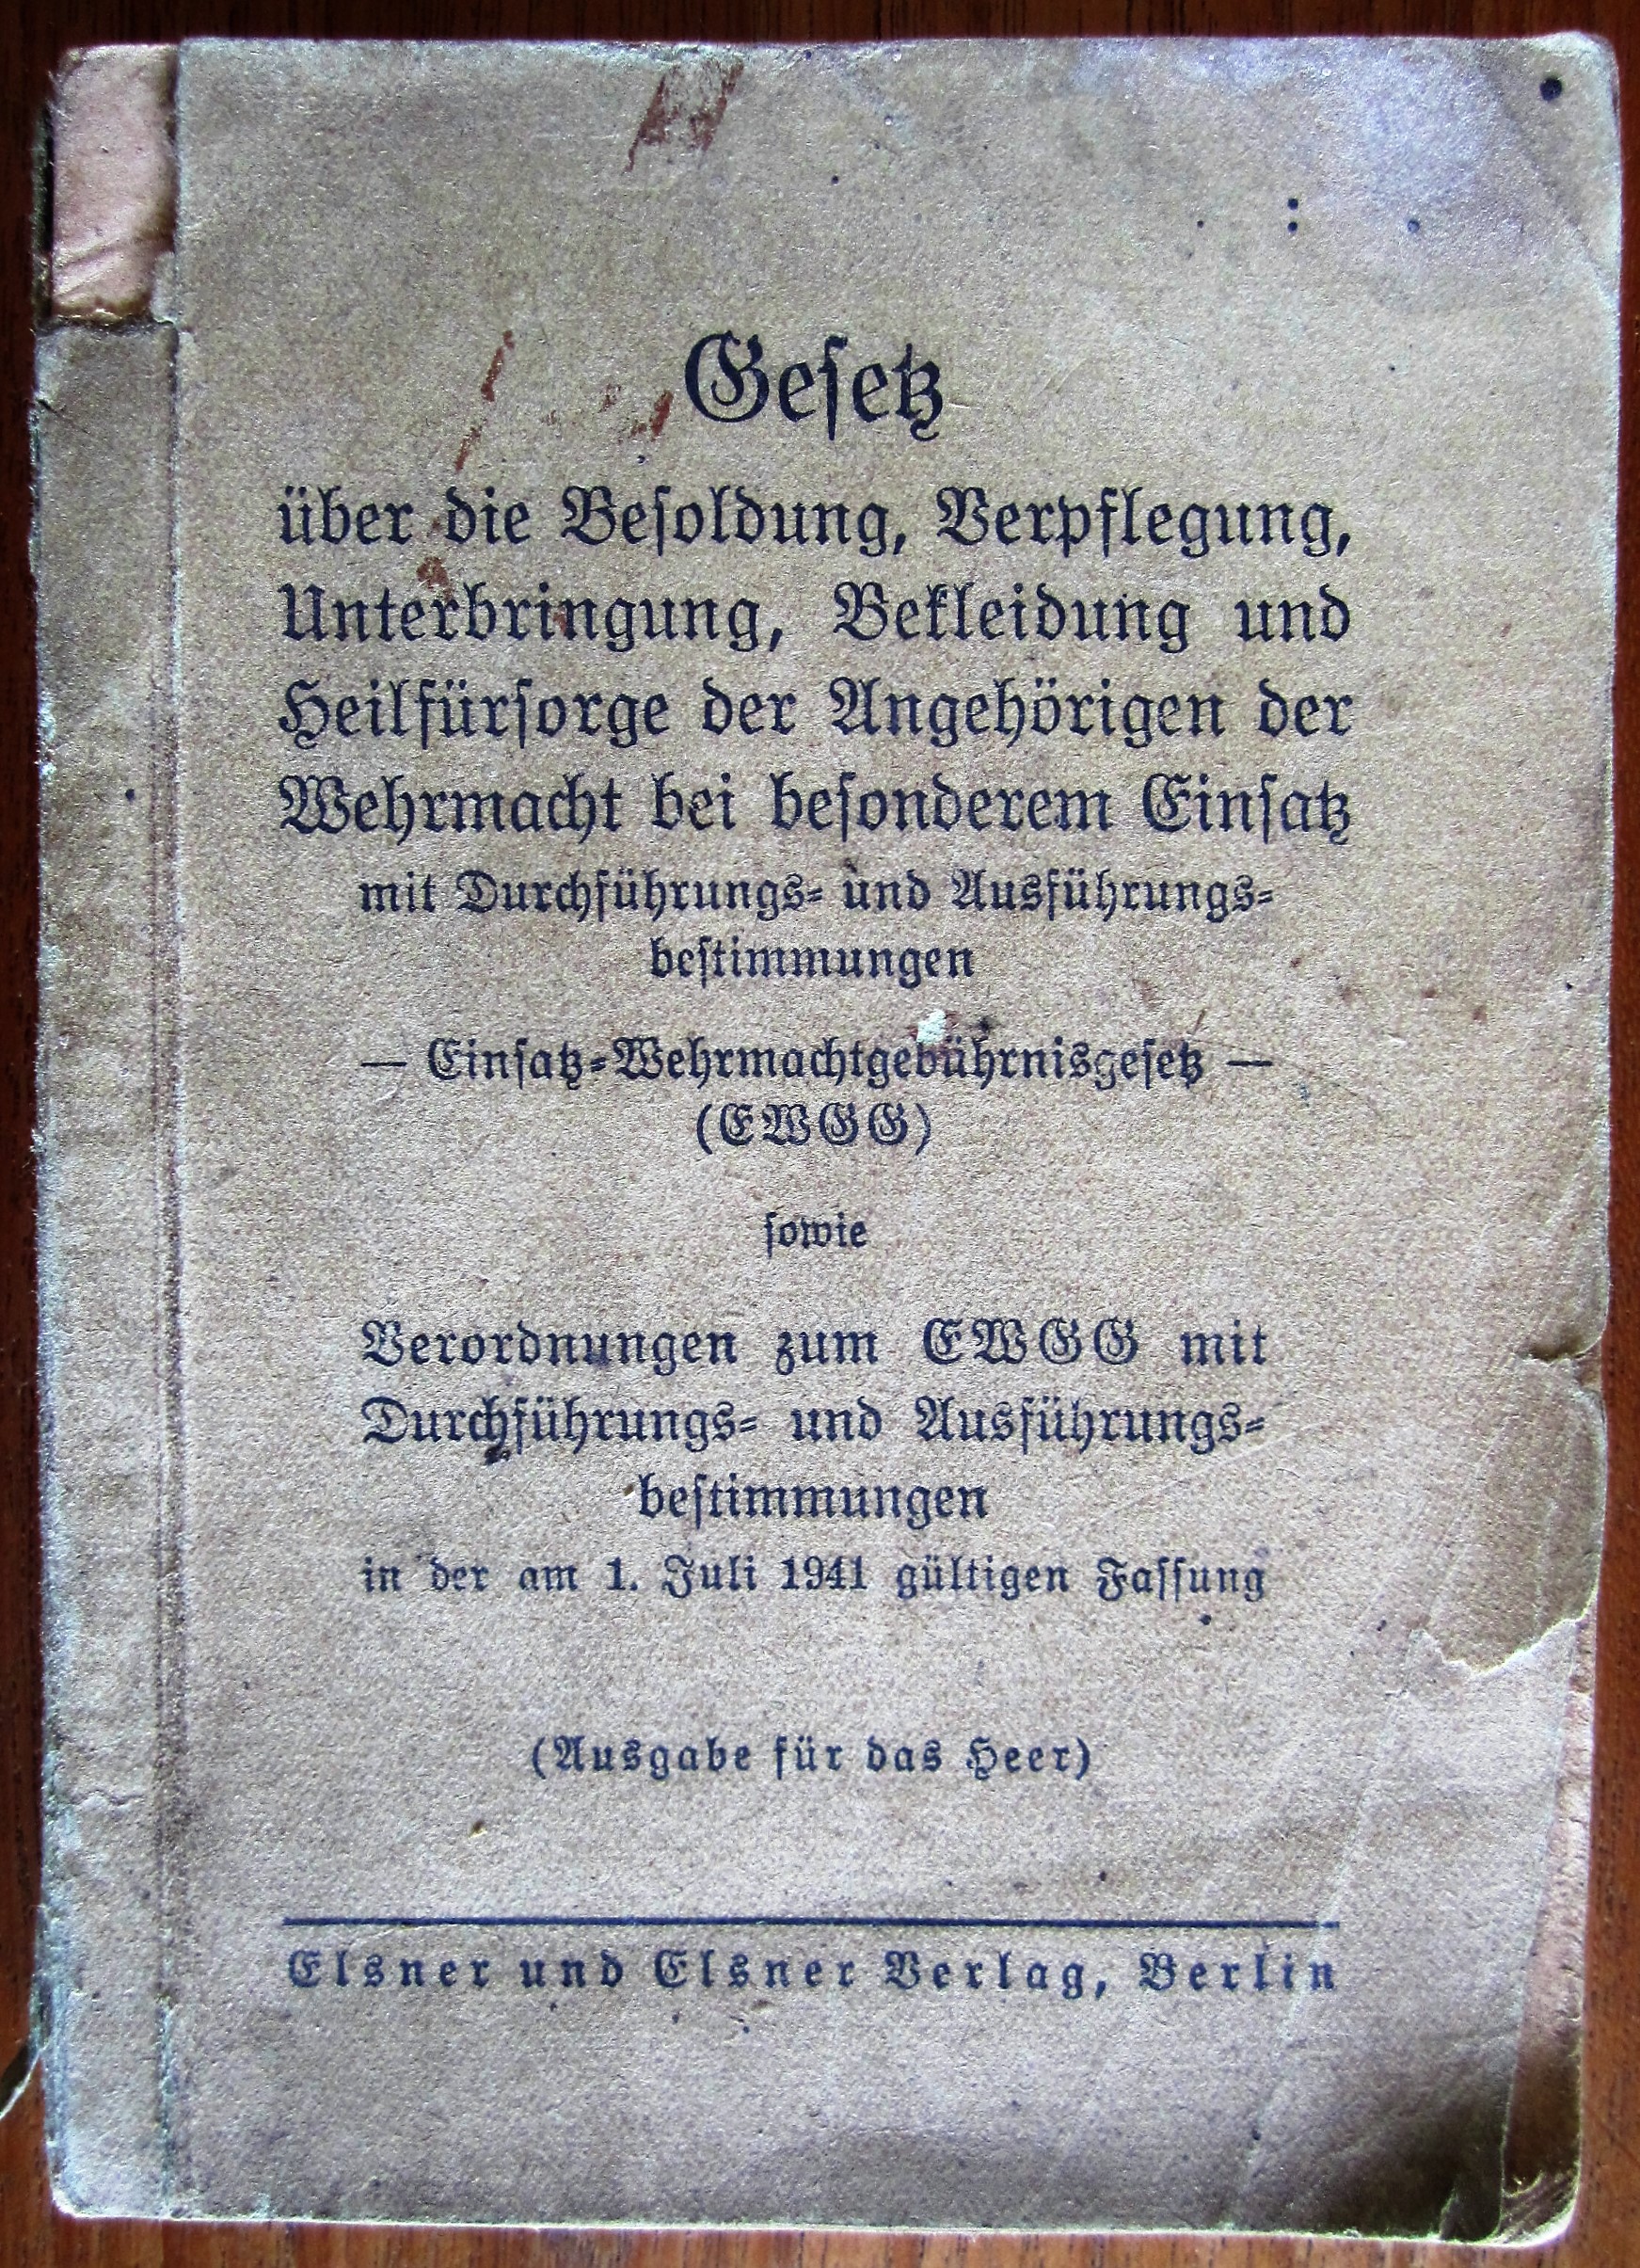 Gesetz
über die Besoldung, Verpflegung,
Unterbringung, Bekleidung und
Heilfürsorge der Angehörigen der
Wehrmacht bei besonderem Einsatz
mit Durchführungs- und Ausführungs-
bestimmungen
— Einsatz-Wehrmachtgebührnisgesetz —
(EWGG)
sowie
Verordnungen zum EWGG mit
Durchführungs- und Ausführungs-
bestimmungen
in der am 1. Juli 1941 gültigen Fassung
(Ausgabe für das Heer)
Elsner und Elsner Verlag, Berlin